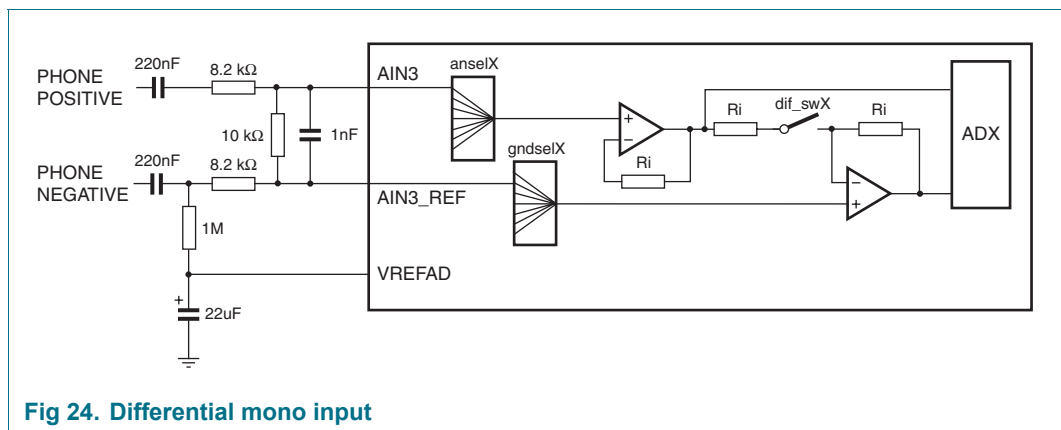 220nF
8.2 kΩ
PHONE
POSITIVE
AIN3
anselX
10 kΩ
1nF
220nF
8.2 kΩ
PHONE
NEGATIVE
AIN3_REF
gndselX
1M
VREFAD
+
22uF
+
−
Ri
Ri
dif_swX
Ri
−
+
ADX
Fig 24. Differential mono input